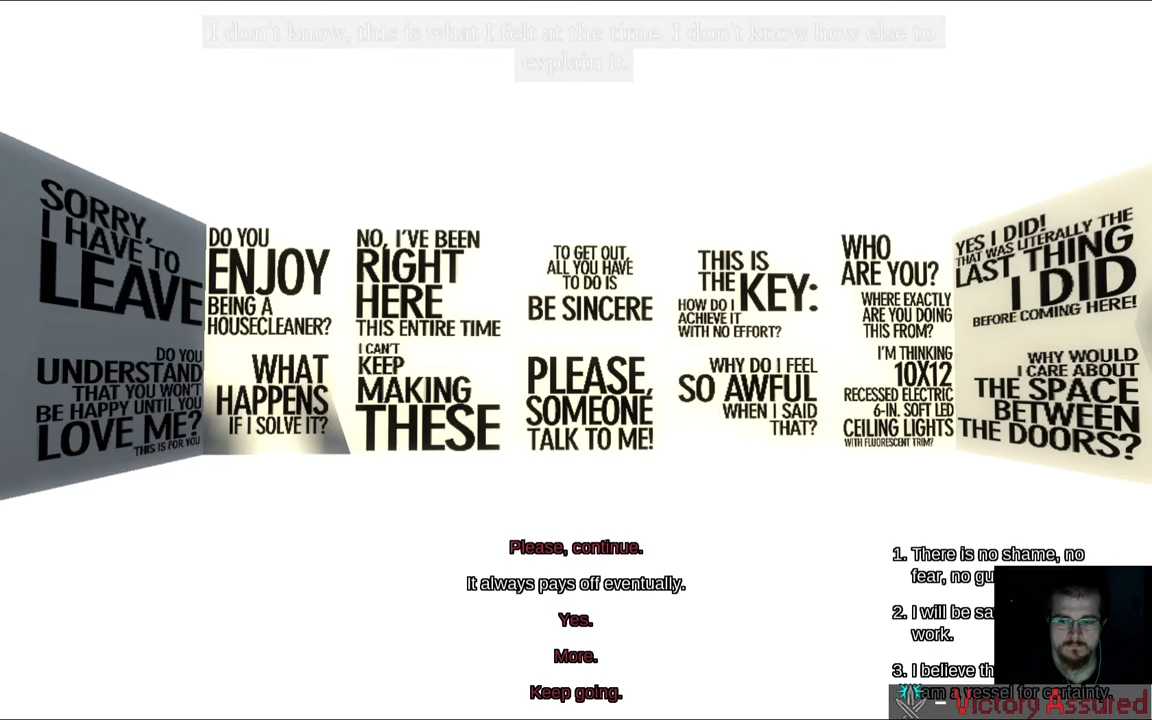 I don't know, this is what I felt at the time. I don't know how else to
explain it.
SORRY,
I HAVE TO
LEAVE
DO YOU
UNDERSTAND
THAT YOU WON'T
BE HAPPY UNTIL YOU
LOVE ME?
THIS IS FOR YOU
DO YOU
ENJOY
BEING A
HOUSECLEANER?
WHAT
HAPPENS
IF I SOLVE IT?
NO, I'VE BEEN
RIGHT
HERE
THIS ENTIRE TIME
I CAN'T
KEEP
MAKING
THESE
TO GET OUT,
ALL YOU HAVE
TO DO IS
BE SINCERE
PLEASE,
SOMEONE
TALK TO ME!
THIS IS
THE KEY:
HOW DO I
ACHIEVE IT
WITH NO EFFORT?
WHY DO I FEEL
SO AWFUL
WHEN I SAID
THAT?
WHO
ARE YOU?
WHERE EXACTLY
ARE YOU DOING
THIS FROM?
I'M THINKING
10X12
RECESSED ELECTRIC
6-IN. SOFT LED
CEILING LIGHTS
WITH FLUORESCENT TRIM?
YES I DID!
THAT WAS LITERALLY THE
LAST THING
I DID
BEFORE COMING HERE!
WHY WOULD
I CARE ABOUT
THE SPACE
BETWEEN
THE DOORS?
Please, continue.
It always pays off eventually.
Yes.
More.
Keep going.
1. There is no shame, no
fear, no
2. I will be
work.
3. I believe
am a vessel for certainty.
- Victory Assured